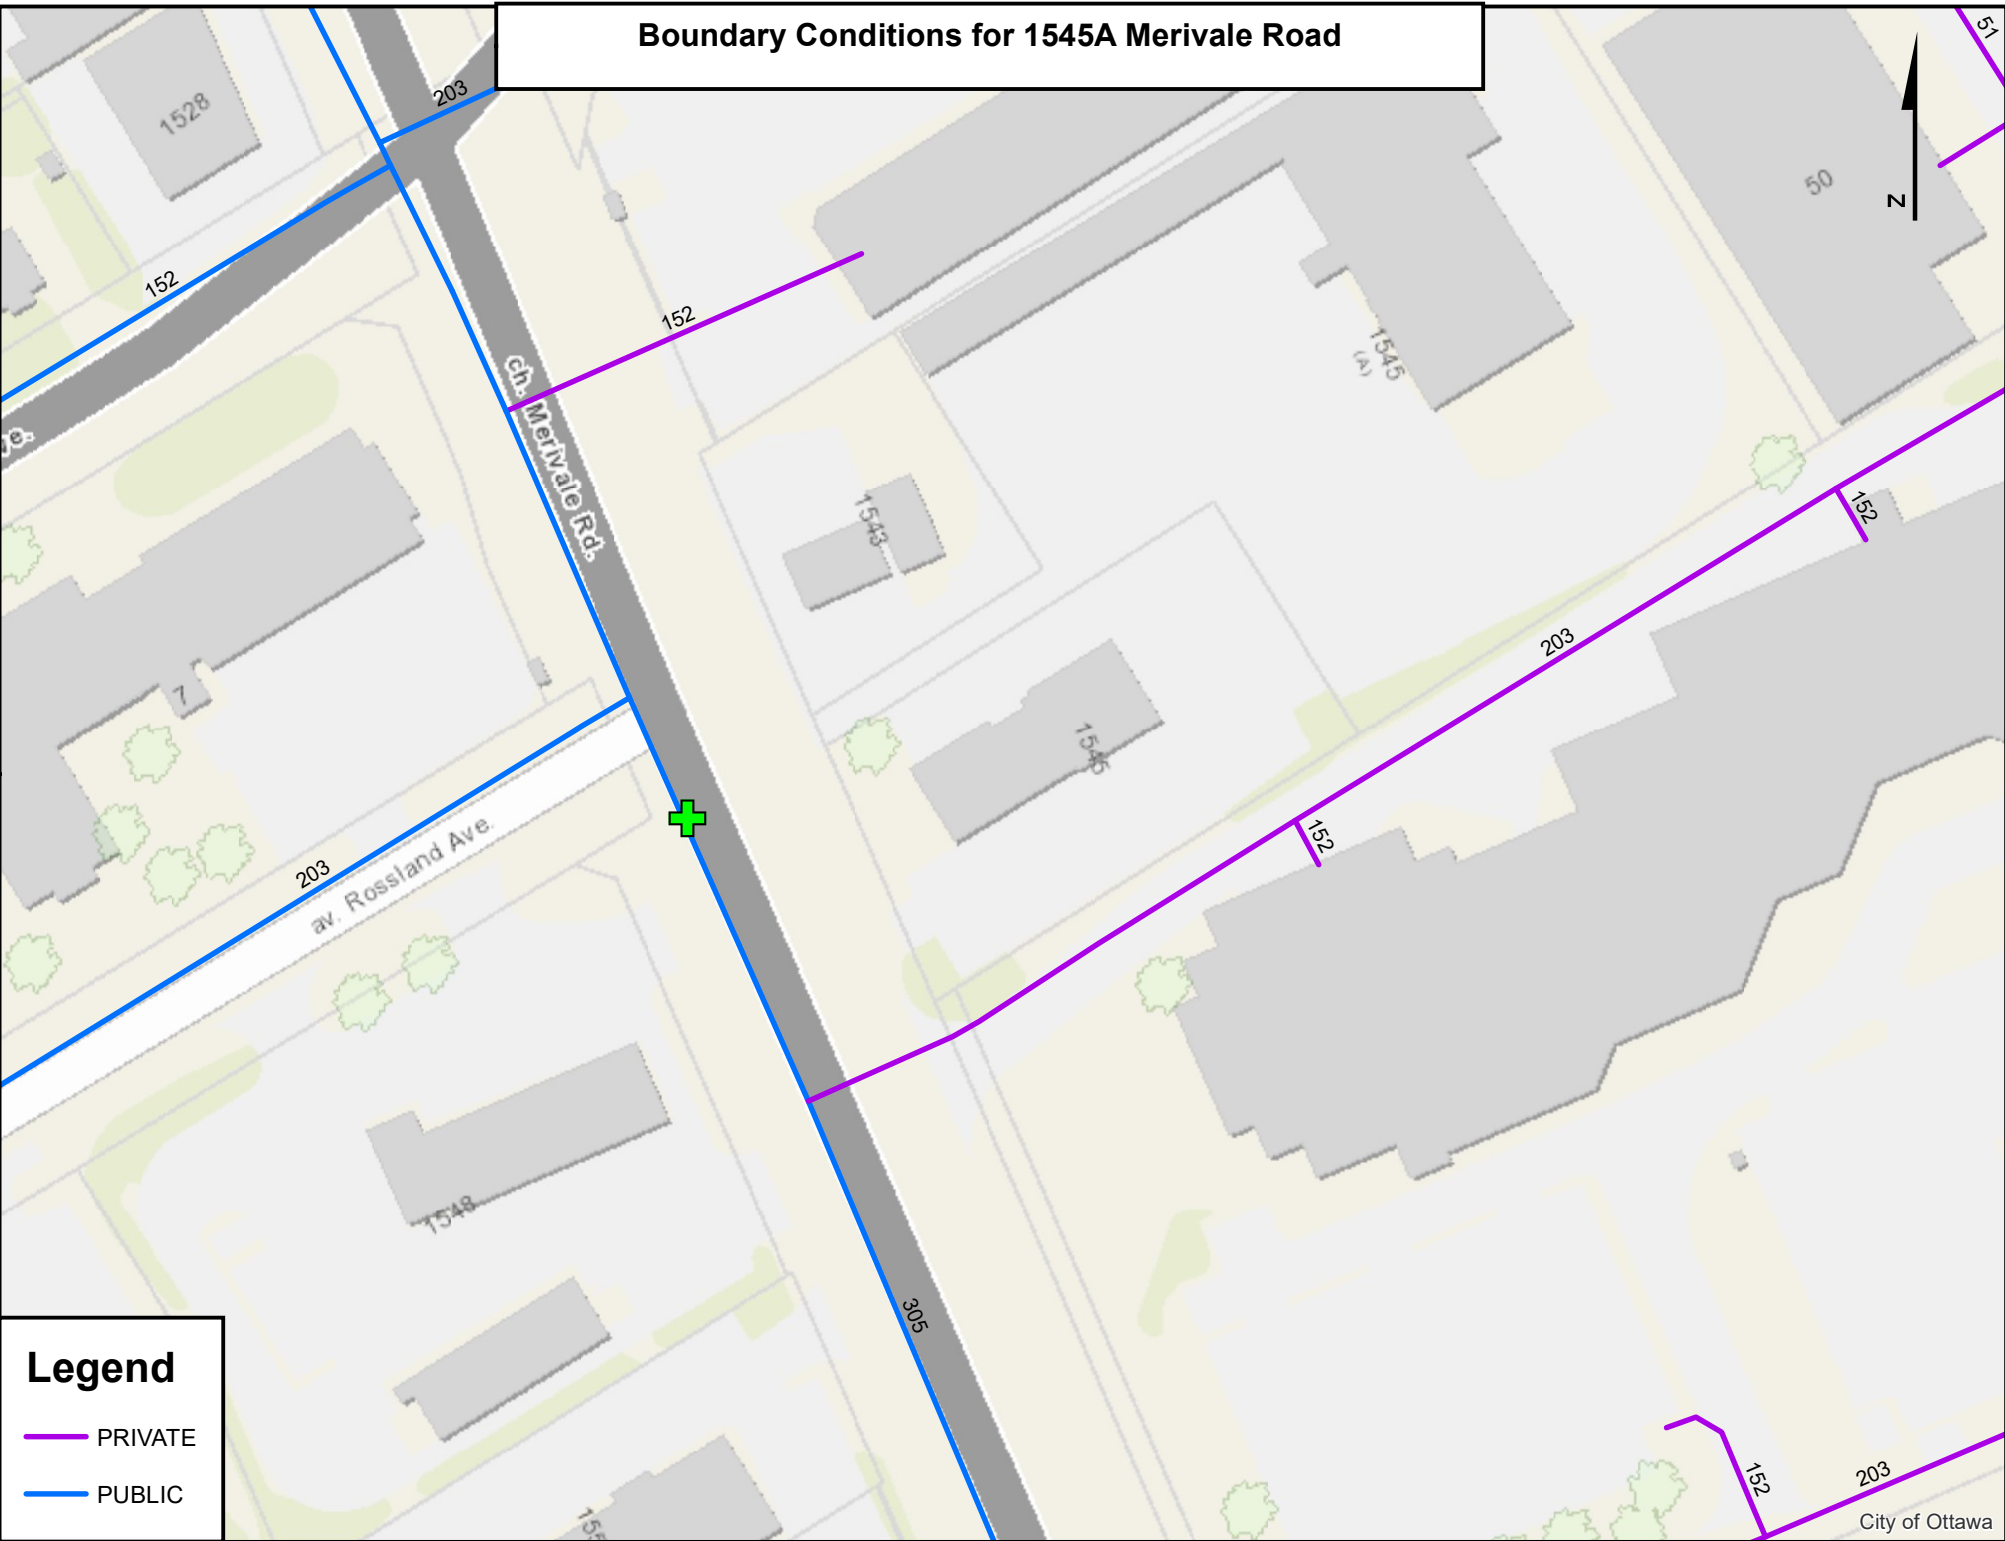 Boundary Conditions for 1545A Merivale Road
51
203
1528
50
Z
152
152
1545
(A)
ch. Merivale Rd.
ve.
1543
152
203
7
1545
152
203
av. Rossland Ave.
1548
305
Legend
PRIVATE
PUBLIC
152
203
City of Ottawa